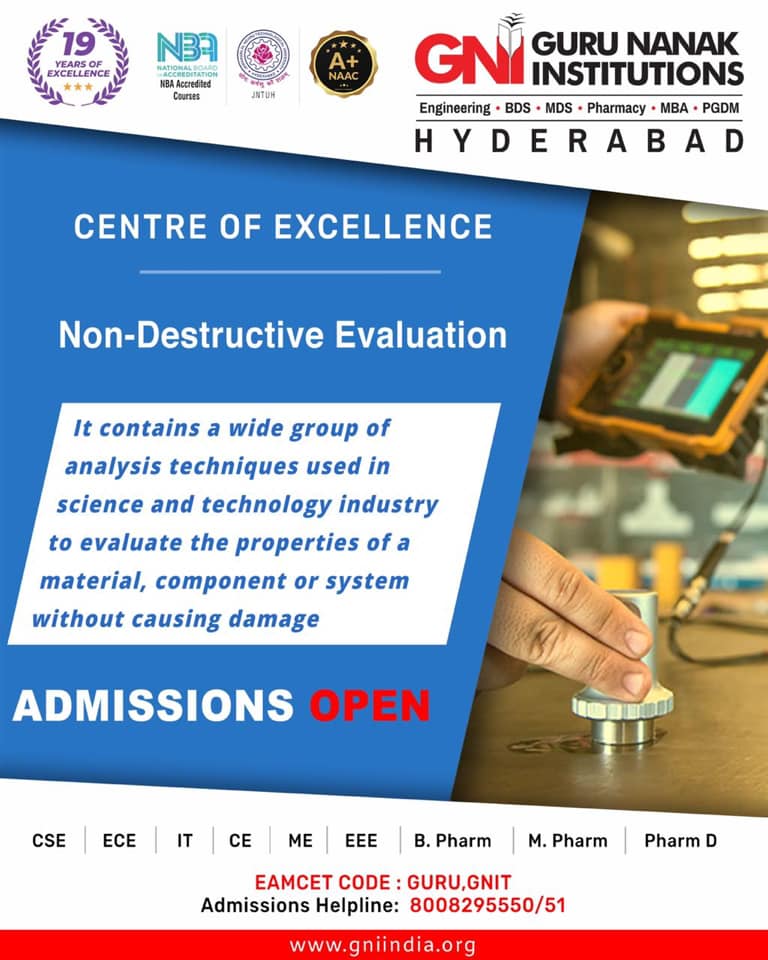 19
YEARS OF
EXCELLENCE
NBA
NATIONAL BOARD
of ACCREDITATION
NBA Accredited
Courses
JNTUH
A+
NAAC
GNI GURU NANAK
INSTITUTIONS
Engineering • BDS • MDS • Pharmacy • MBA • PGDM
HYDERABAD
CENTRE OF EXCELLENCE
Non-Destructive Evaluation
It contains a wide group of
analysis techniques used in
science and technology industry
to evaluate the properties of a
material, component or system
without causing damage
ADMISSIONS OPEN
CSE | ECE | IT | CE | ME | EEE | B. Pharm | M. Pharm | Pharm D
EAMCET CODE : GURU,GNIT
Admissions Helpline: 8008295550/51
www.gniindia.org